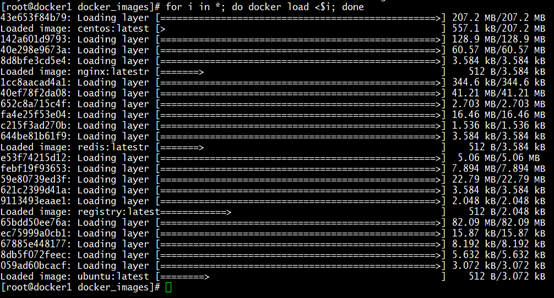 [root@docker1 docker_images]# for i in *; do docker load <$i; done
43e653f84b79: Loading layer [==================================================>] 207.2 MB/207.2 MB
Loaded image: centos:latest [>                                                  ] 557.1 kB/207.2 MB
142a601d9793: Loading layer [==================================================>] 128.9 MB/128.9 MB
40e298e9673a: Loading layer [==================================================>] 60.57 MB/60.57 MB
8d8bfe3cd5e4: Loading layer [==================================================>] 3.584 kB/3.584 kB
Loaded image: nginx:latestr [=======>                                           ] 512 B/3.584 kB
1cc8aacad4a1: Loading layer [==================================================>] 344.6 kB/344.6 kB
40ef78f2da08: Loading layer [==================================================>] 41.21 MB/41.21 MB
652c8a715c4f: Loading layer [==================================================>] 2.703 MB/2.703 MB
fa4e25f53e04: Loading layer [==================================================>] 16.46 MB/16.46 MB
c215f3ad270b: Loading layer [==================================================>] 1.536 kB/1.536 kB
644be81b61f9: Loading layer [==================================================>] 3.584 kB/3.584 kB
Loaded image: redis:latestr [=======>                                           ] 512 B/3.584 kB
e53f74215d12: Loading layer [==================================================>] 5.06 MB/5.06 MB
febf19f93653: Loading layer [==================================================>] 7.894 MB/7.894 MB
59e80739ed3f: Loading layer [==================================================>] 22.79 MB/22.79 MB
621c2399d41a: Loading layer [==================================================>] 3.584 kB/3.584 kB
9113493eaae1: Loading layer [==================================================>] 2.048 kB/2.048 kB
Loaded image: registry:latest============>                                      ] 512 B/2.048 kB
65bdd50ee76a: Loading layer [==================================================>] 82.09 MB/82.09 MB
ec75999a0cb1: Loading layer [==================================================>] 15.87 kB/15.87 kB
67885e448177: Loading layer [==================================================>] 8.192 kB/8.192 kB
8db5f072feec: Loading layer [==================================================>] 5.632 kB/5.632 kB
059ad60bcacf: Loading layer [==================================================>] 3.072 kB/3.072 kB
Loaded image: ubuntu:latest [========>                                          ] 512 B/3.072 kB
[root@docker1 docker_images]#